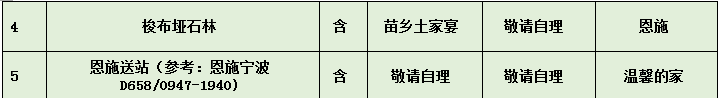 4 梭布垭石林 含 苗乡土家宴 敬请自理 恩施
5 恩施送站（参考：恩施宁波 含 敬请自理 敬请自理 温馨的家
D658/0947-1940）